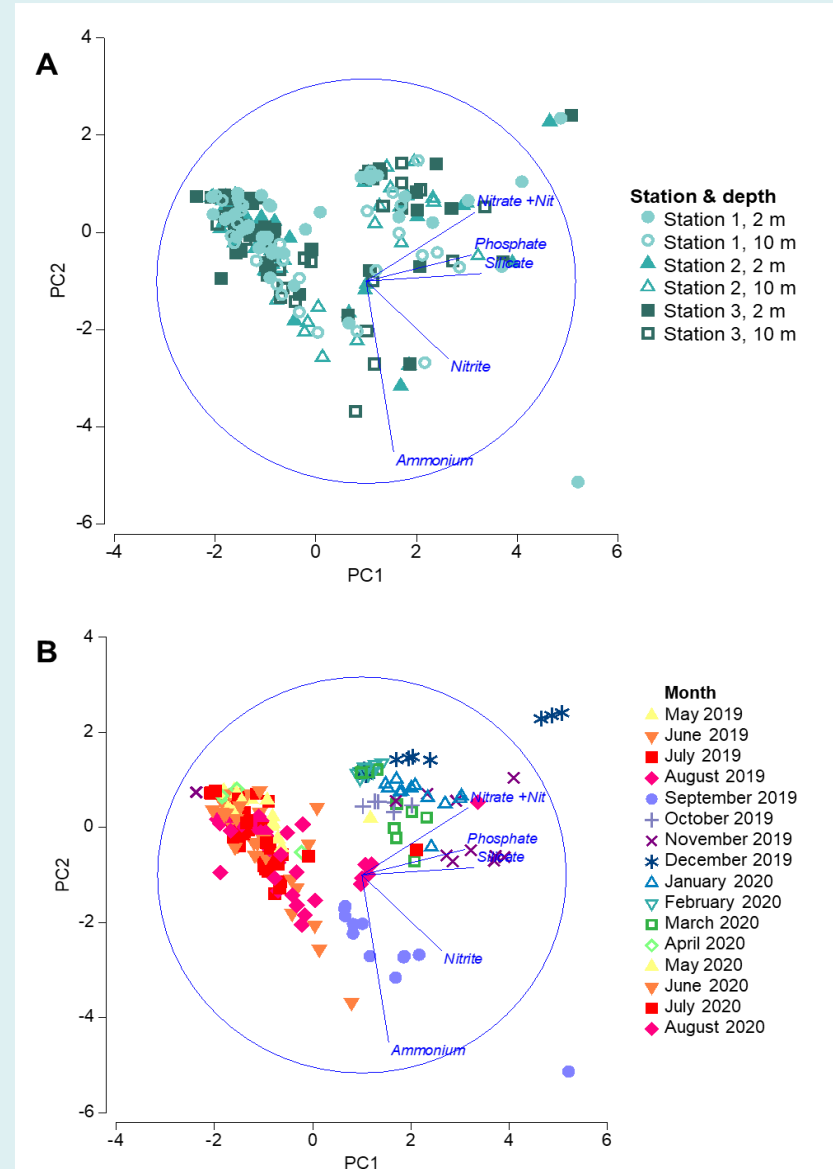 A
4
2
0
-2
-4
-6
PC2
-4
-2
0
2
4
6
PC1
Nitrate +Nit
Phosphate
Silicate
Nitrite
Ammonium
Station & depth
Station 1, 2 m
Station 1, 10 m
Station 2, 2 m
Station 2, 10 m
Station 3, 2 m
Station 3, 10 m
B
4
2
0
-2
-4
-6
PC2
-4
-2
0
2
4
6
PC1
Nitrate +Nit
Phosphate
Silicate
Nitrite
Ammonium
Month
May 2019
June 2019
July 2019
August 2019
September 2019
October 2019
November 2019
December 2019
January 2020
February 2020
March 2020
April 2020
May 2020
June 2020
July 2020
August 2020